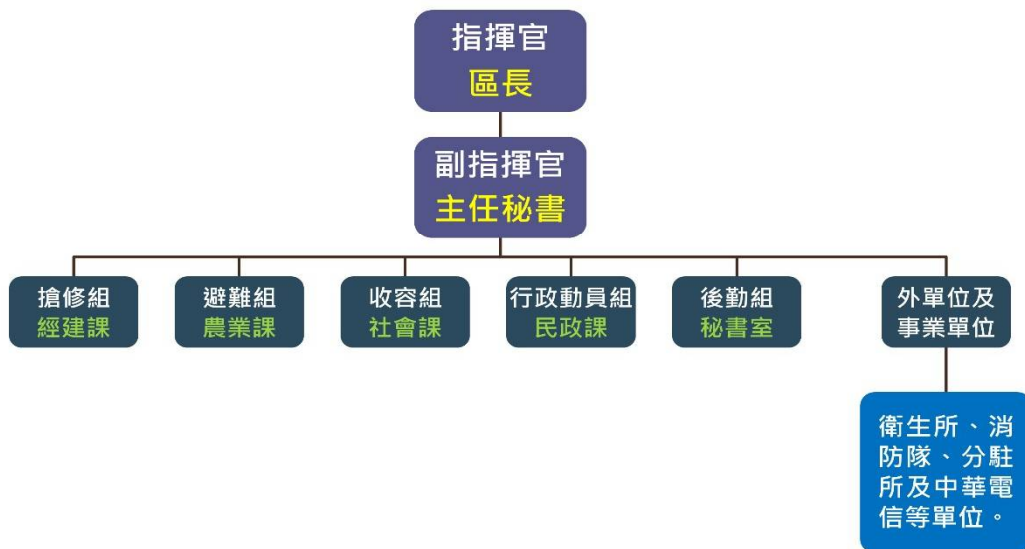 指揮官
區長
副指揮官
主任秘書
搶修組
經建課
避難組
農業課
收容組
社會課
行政動員組
民政課
後勤組
秘書室
外單位及
事業單位
衛生所、消
防隊、分駐
所及中華電
信等單位。